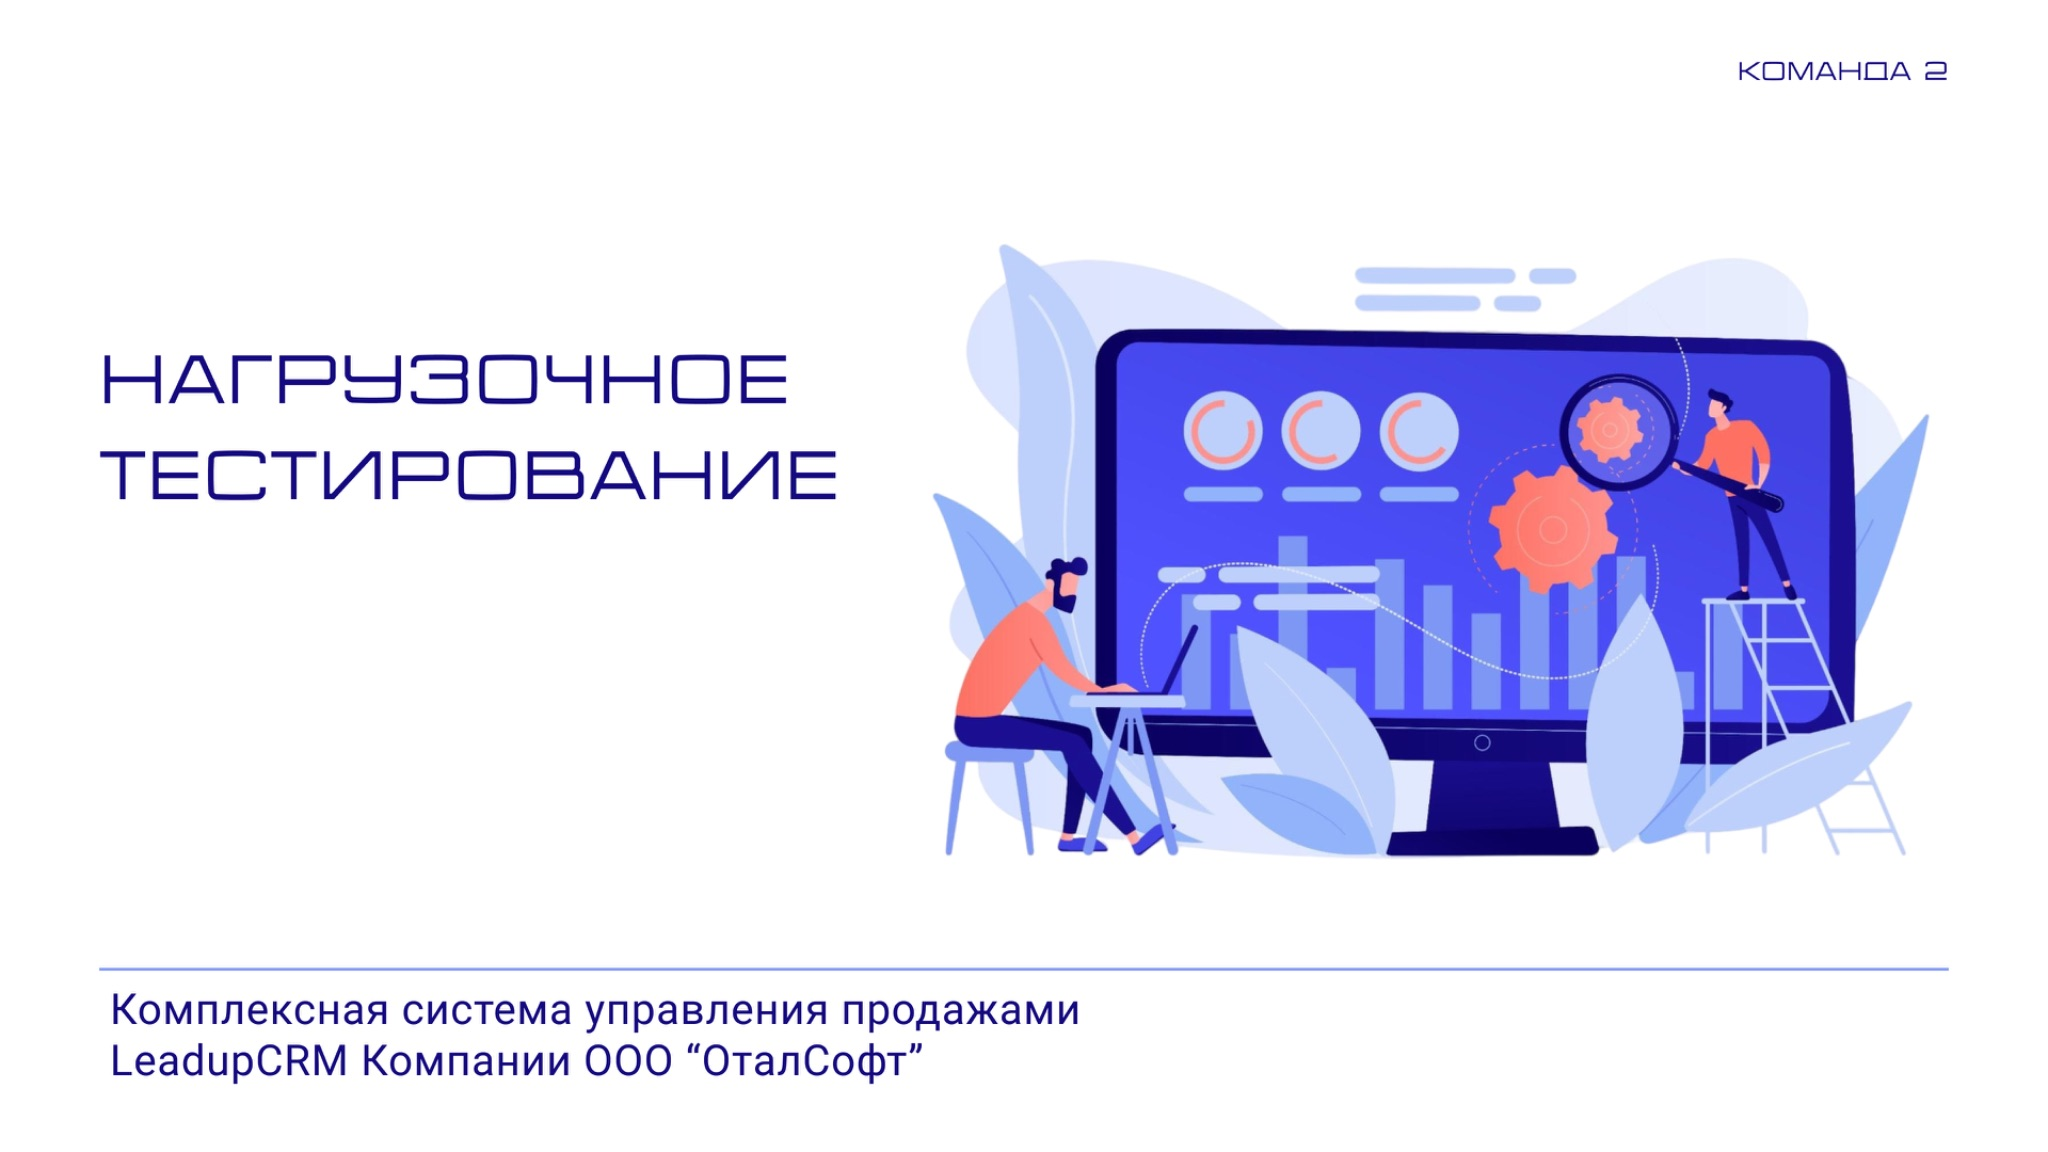 КОМАНДА 2
НАГРУЗОЧНОЕ
ТЕСТИРОВАНИЕ
Комплексная система управления продажами
LeadupCRM Компании ООО “ОталСофт”